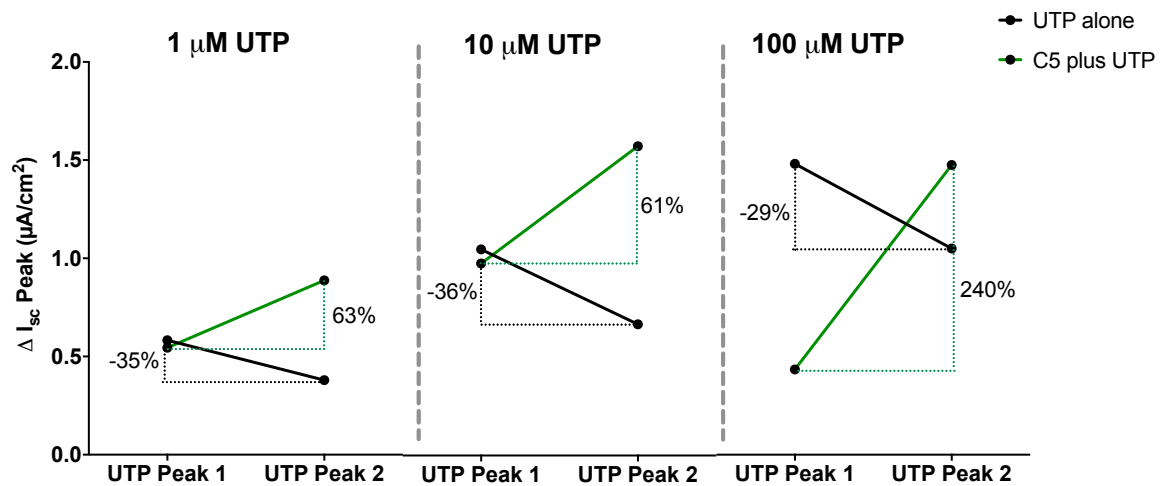 1 μM UTP
10 μM UTP
100 μM UTP
UTP alone
C5 plus UTP
Δ Isc Peak (μA/cm²)
2.0
1.5
1.0
0.5
0.0
-35%
63%
-36%
61%
-29%
240%
UTP Peak 1
UTP Peak 2
UTP Peak 1
UTP Peak 2
UTP Peak 1
UTP Peak 2